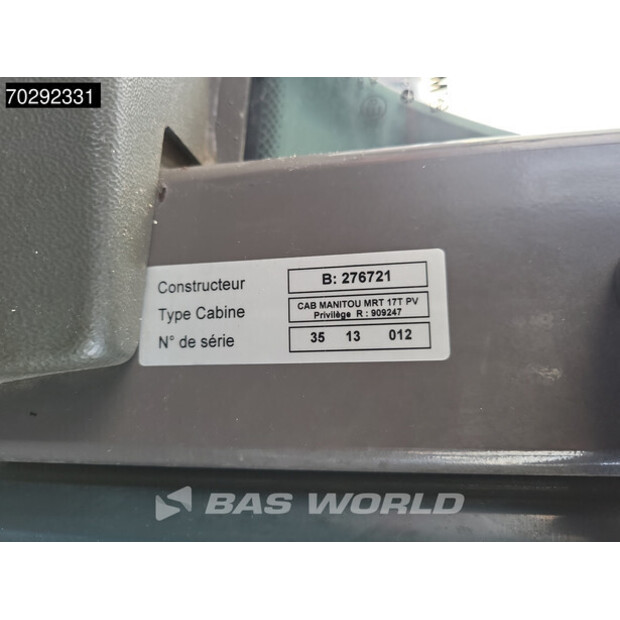 70292331
Constructeur B: 276721
Type Cabine CAB MANITOU MRT 17T PV
Privilège R : 909247
N° de série 35 13 012
BAS WORLD